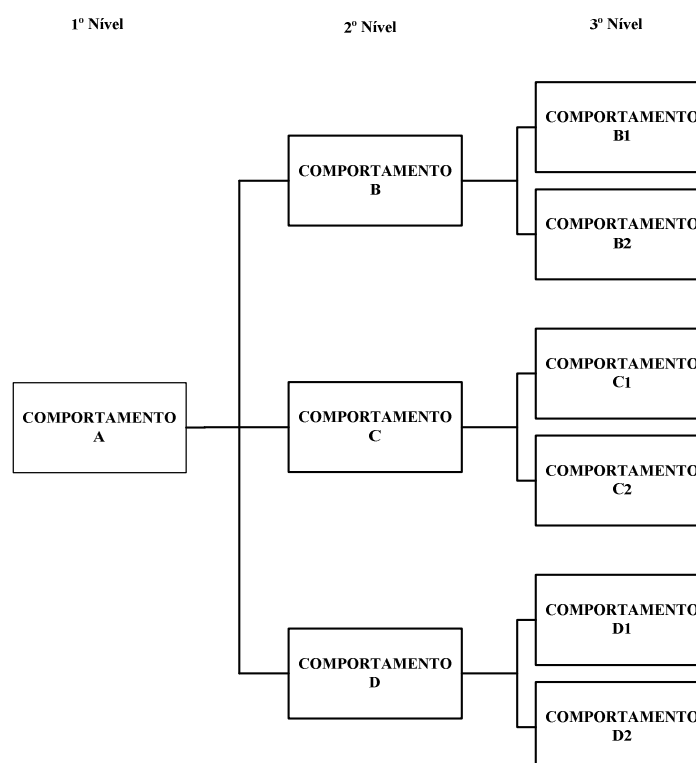 1º Nível
2º Nível
3º Nível
COMPORTAMENTO
A
COMPORTAMENTO
B
COMPORTAMENTO
C
COMPORTAMENTO
D
COMPORTAMENTO
B1
COMPORTAMENTO
B2
COMPORTAMENTO
C1
COMPORTAMENTO
C2
COMPORTAMENTO
D1
COMPORTAMENTO
D2